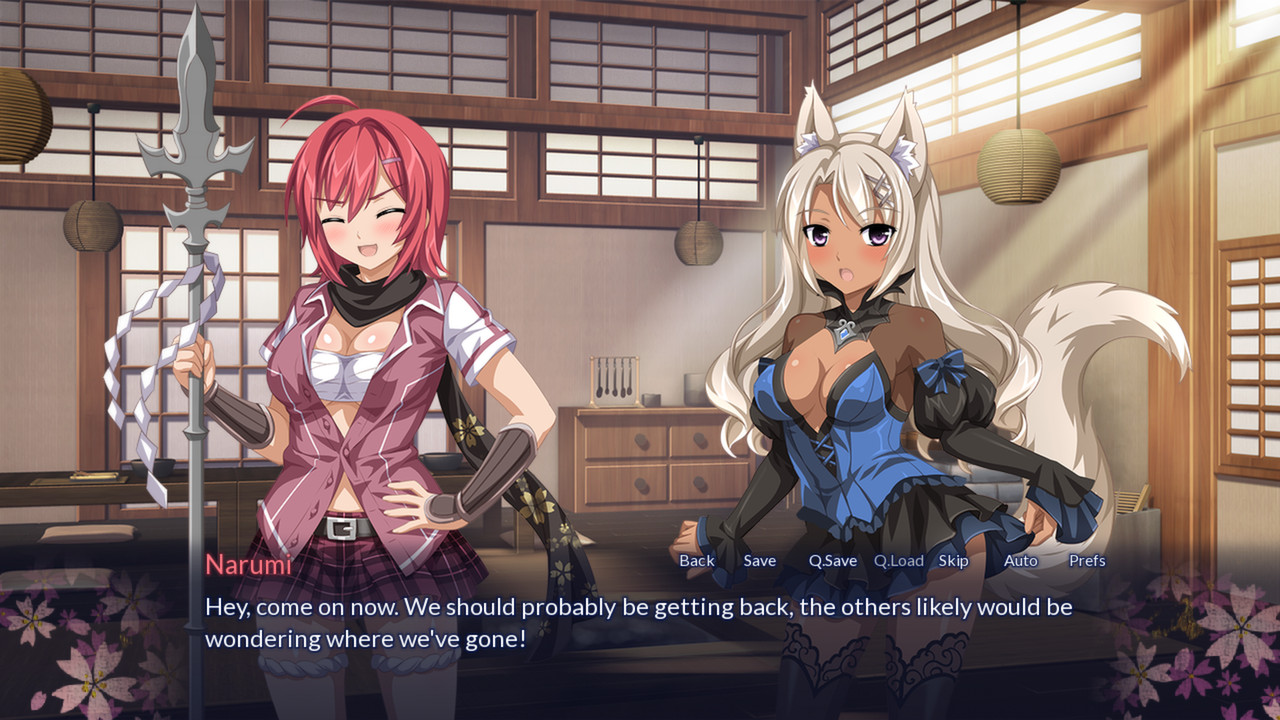 Narumi
Back Save Q.Save Q.Load Skip Auto Prefs
Hey, come on now. We should probably be getting back, the others likely would be
wondering where we've gone!